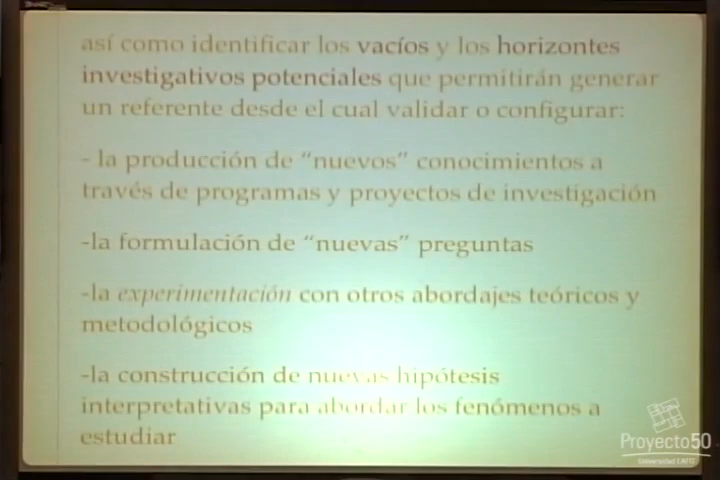 así como identificar los vacíos y los horizontes
investigativos potenciales que permitirán generar
un referente desde el cual validar o configurar:
- la producción de “nuevos” conocimientos a
través de programas y proyectos de investigación
-la formulación de “nuevas” preguntas
-la experimentación con otros abordajes teóricos y
metodológicos
-la construcción de nuevas hipótesis
interpretativas para abordar los fenómenos a
estudiar
Proyecto50
Universidad EAFIT